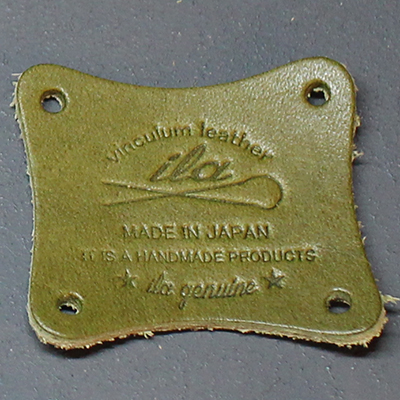 vinculum leather
ila
MADE IN JAPAN
IT IS A HANDMADE PRODUCTS
★ ila genuine ★